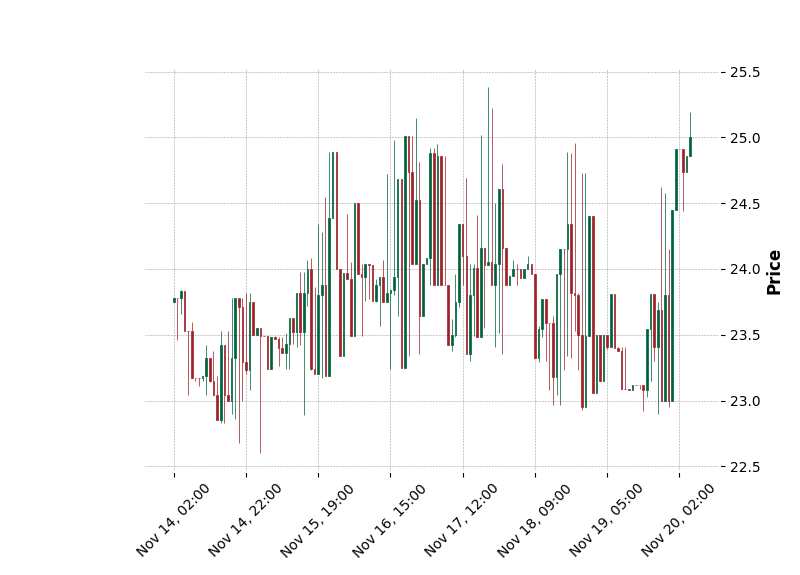 25.5
25.0
24.5
24.0
23.5
23.0
22.5
Price
Nov 14, 02:00
Nov 14, 22:00
Nov 15, 19:00
Nov 16, 15:00
Nov 17, 12:00
Nov 18, 09:00
Nov 19, 05:00
Nov 20, 02:00